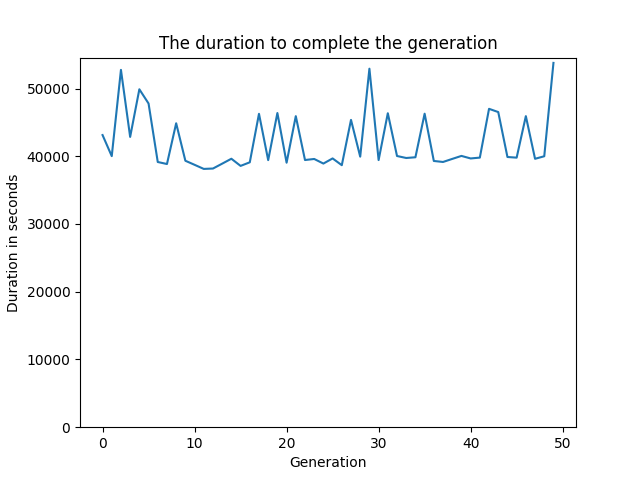 The duration to complete the generation
50000
40000
30000
20000
10000
0
Duration in seconds
0 10 20 30 40 50
Generation